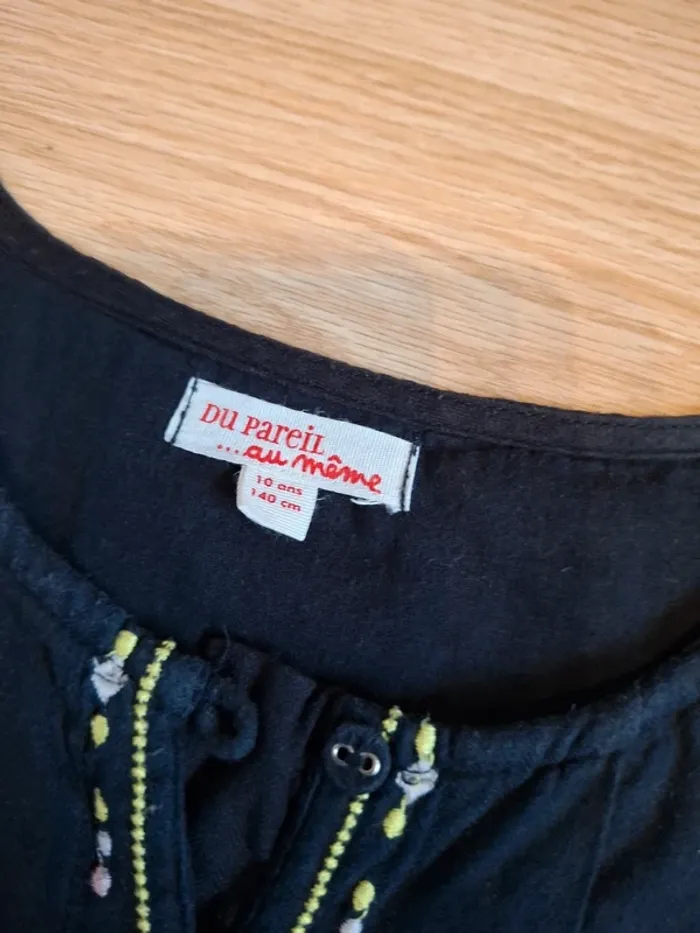 Du Pareil
...au même
10 ans
140 cm